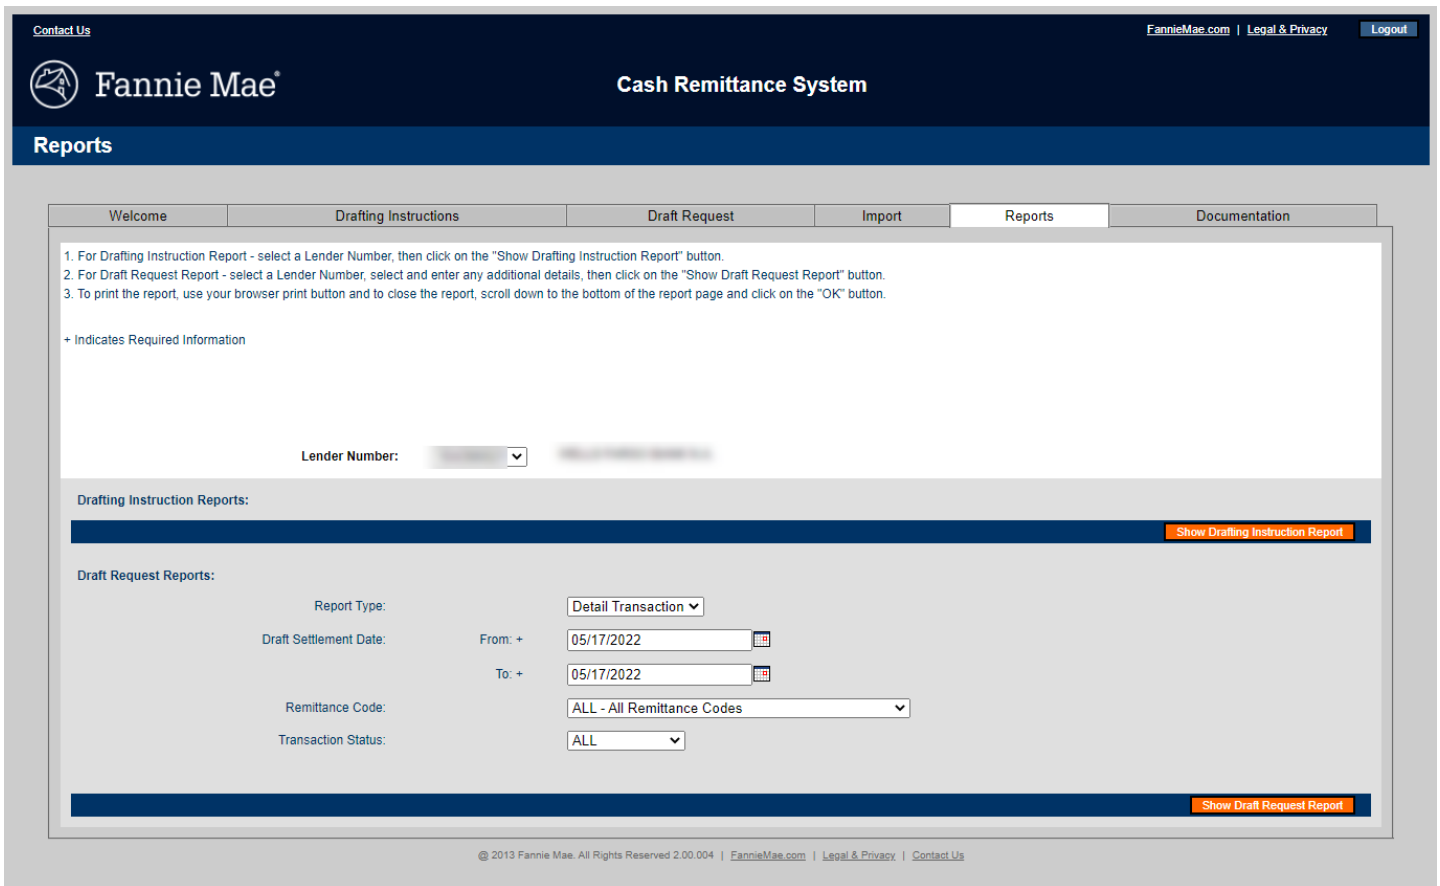 Contact Us
FannieMae.com | Legal & Privacy
Logout
Fannie Mae®
Cash Remittance System
Reports
Welcome
Drafting Instructions
Draft Request
Import
Reports
Documentation
1. For Drafting Instruction Report - select a Lender Number, then click on the "Show Drafting Instruction Report" button.
2. For Draft Request Report - select a Lender Number, select and enter any additional details, then click on the "Show Draft Request Report" button.
3. To print the report, use your browser print button and to close the report, scroll down to the bottom of the report page and click on the "OK" button.
+ Indicates Required Information
Lender Number:
Drafting Instruction Reports:
Show Drafting Instruction Report
Draft Request Reports:
Report Type:
Detail Transaction
Draft Settlement Date:
From: +
05/17/2022
To: +
05/17/2022
Remittance Code:
ALL - All Remittance Codes
Transaction Status:
ALL
Show Draft Request Report
@ 2013 Fannie Mae. All Rights Reserved 2.00.004 | FannieMae.com | Legal & Privacy | Contact Us